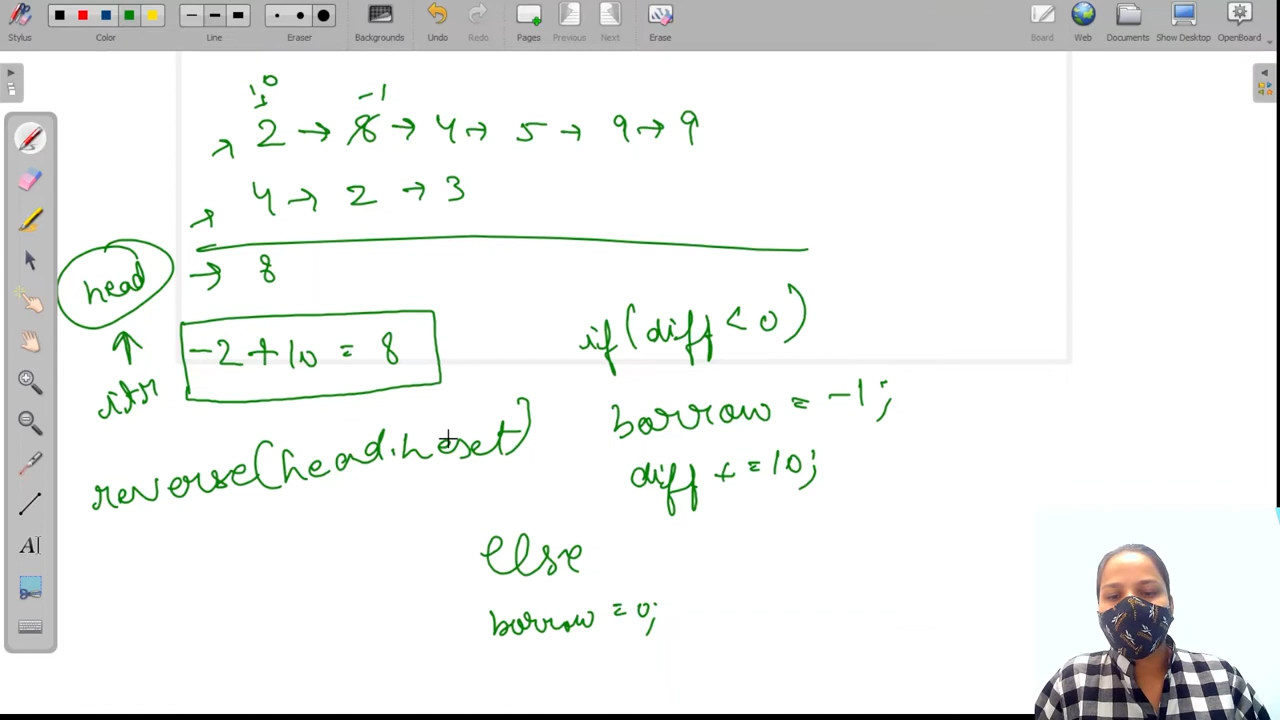 Stylus Color Line Eraser Backgrounds Undo Redo Pages Previous Next Erase Board Web Documents Show Desktop OpenBoard
10 -1
2 → 8 → 4 → 5 → 9 → 9
4 → 2 → 3
head → 8
-2 + 10 = 8
if (diff < 0)
itr
borrow = -1;
reverse(head.next)
diff += 10;
else
borrow = 0;